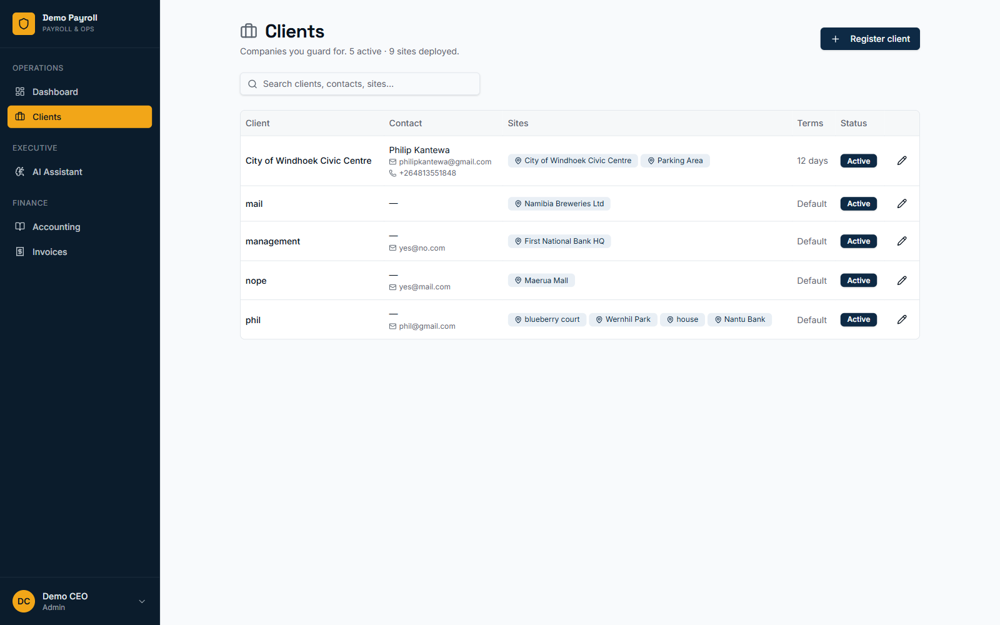 Demo Payroll
PAYROLL & OPS
OPERATIONS
Dashboard
Clients
EXECUTIVE
AI Assistant
FINANCE
Accounting
Invoices
Demo CEO
Admin
DC
Clients
Companies you guard for. 5 active · 9 sites deployed.
Register client
Search clients, contacts, sites...
Client Contact Sites Terms Status
City of Windhoek Civic Centre
Philip Kantewa
philipkantewa@gmail.com
+264813551848
City of Windhoek Civic Centre Parking Area
12 days Active
mail — Namibia Breweries Ltd Default Active
management
—
yes@no.com
First National Bank HQ Default Active
nope
—
yes@mail.com
Maerua Mall Default Active
phil
—
phil@gmail.com
blueberry court Wernhil Park house Nantu Bank Default Active